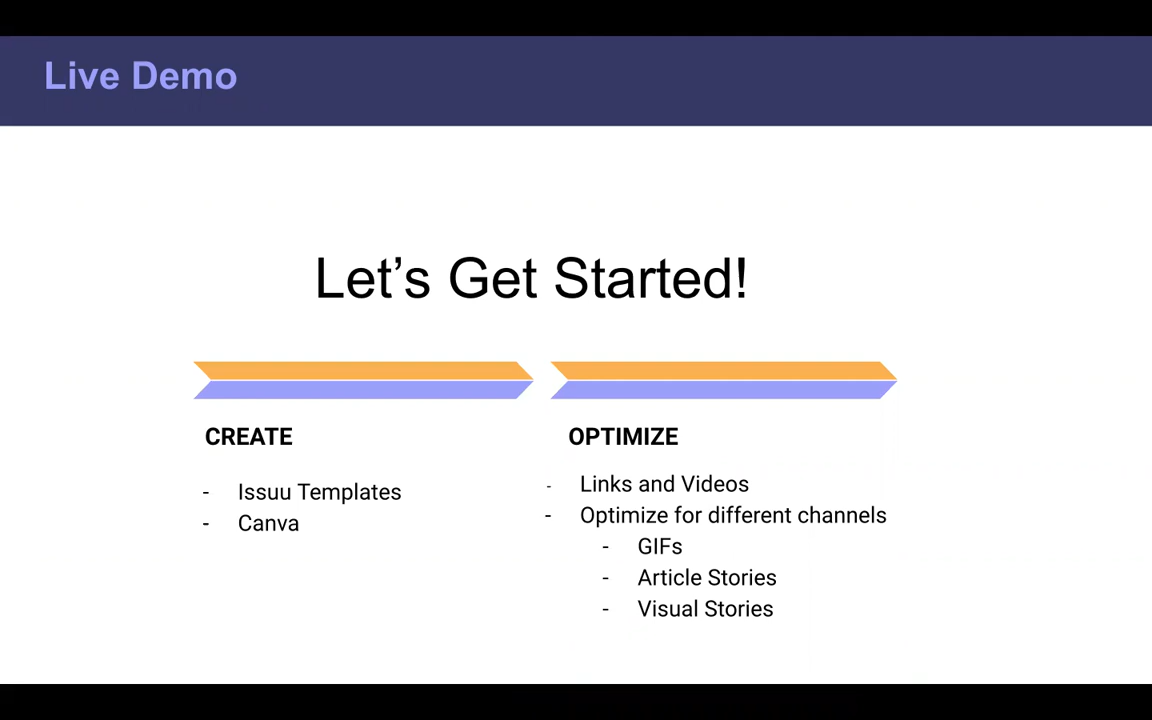 Live Demo
Let’s Get Started!
CREATE
- Issuu Templates
- Canva
OPTIMIZE
- Links and Videos
- Optimize for different channels
- GIFs
- Article Stories
- Visual Stories